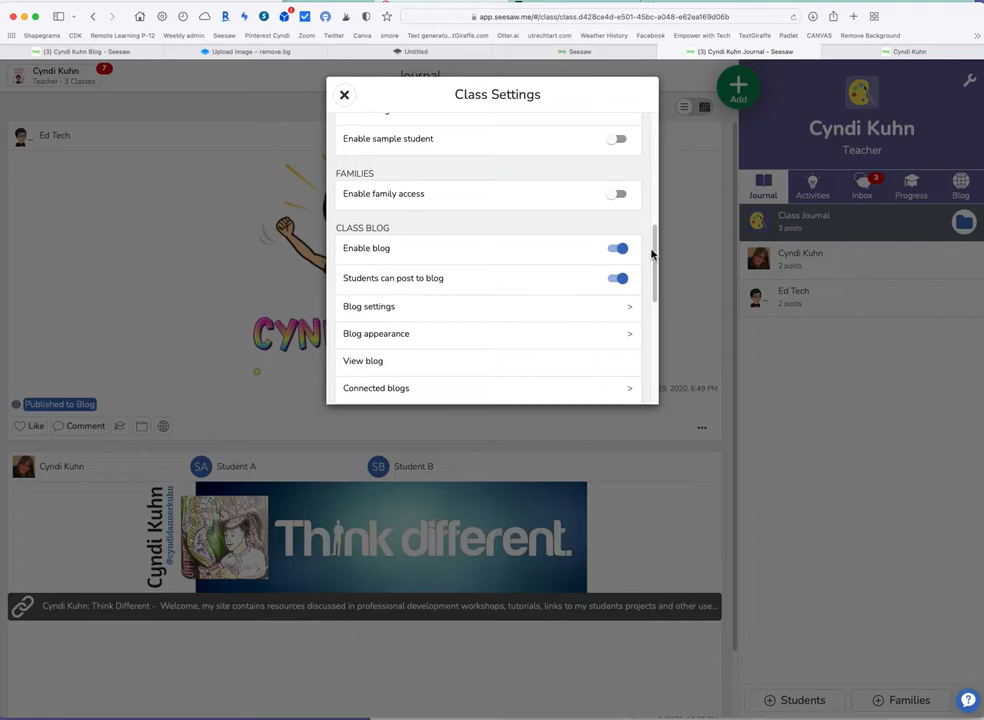 app.seesaw.me/#/class/class.d428ce4d-e501-45bc-a048-e62ea169d06b
Shapegrams CDK Remote Learning P-12 Weebly admin Seesaw Pinterest Cyndi Zoom Twitter Canva smore Text generato...tGiraffe.com Otter.ai utrechtart.com Weather History Facebook Empower with Tech TextGiraffe Padlet CANVAS Remove Background
(3) Cyndi Kuhn Blog - Seesaw
Upload Image – remove.bg
Untitled
Seesaw
(3) Cyndi Kuhn Journal - Seesaw
Cyndi Kuhn
Cyndi Kuhn
Teacher - 3 Classes
7
Journal
Add
Ed Tech
CYN
19, 2020, 6:49 PM
Published to Blog
Like
Comment
Cyndi Kuhn
SA Student A
SB Student B
Cyndi Kuhn
@cyndidannerkuhn
Think different.
Cyndi Kuhn: Think Different - Welcome, my site contains resources discussed in professional development workshops, tutorials, links to my students projects and other use...
Class Settings
Enable sample student
FAMILIES
Enable family access
CLASS BLOG
Enable blog
Students can post to blog
Blog settings >
Blog appearance >
View blog
Connected blogs >
Cyndi Kuhn
Teacher
Journal
Activities
Inbox
3
Progress
Blog
Class Journal
3 posts
Cyndi Kuhn
2 posts
Ed Tech
2 posts
Students
Families
?